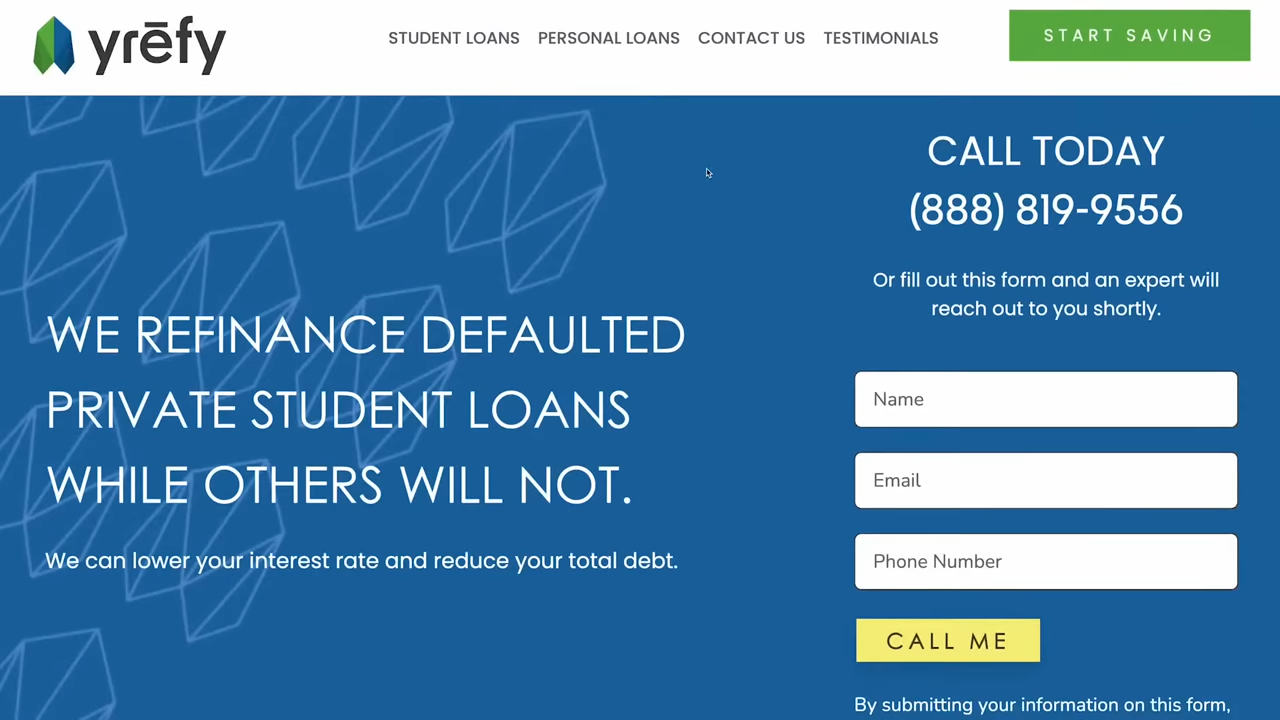 yrēfy
STUDENT LOANS PERSONAL LOANS CONTACT US TESTIMONIALS
START SAVING
WE REFINANCE DEFAULTED
PRIVATE STUDENT LOANS
WHILE OTHERS WILL NOT.
We can lower your interest rate and reduce your total debt.
CALL TODAY
(888) 819-9556
Or fill out this form and an expert will
reach out to you shortly.
Name
Email
Phone Number
CALL ME
By submitting your information on this form,